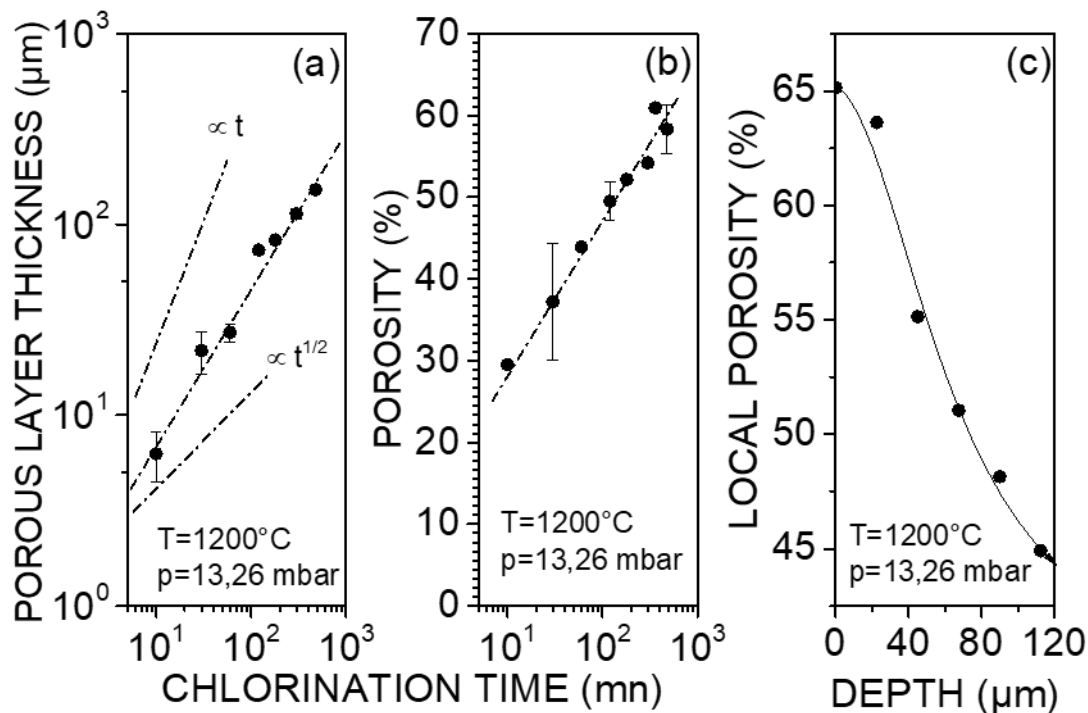 (a)
POROUS LAYER THICKNESS (µm)
10³
10²
10¹
10⁰
∝ t
∝ t¹/²
T=1200°C
p=13,26 mbar
10¹ 10² 10³
(b)
POROSITY (%)
70
60
50
40
30
20
10
0
T=1200°C
p=13,26 mbar
10¹ 10² 10³
CHLORINATION TIME (mn)
(c)
LOCAL POROSITY (%)
65
60
55
50
45
T=1200°C
p=13,26 mbar
0 40 80 120
DEPTH (µm)